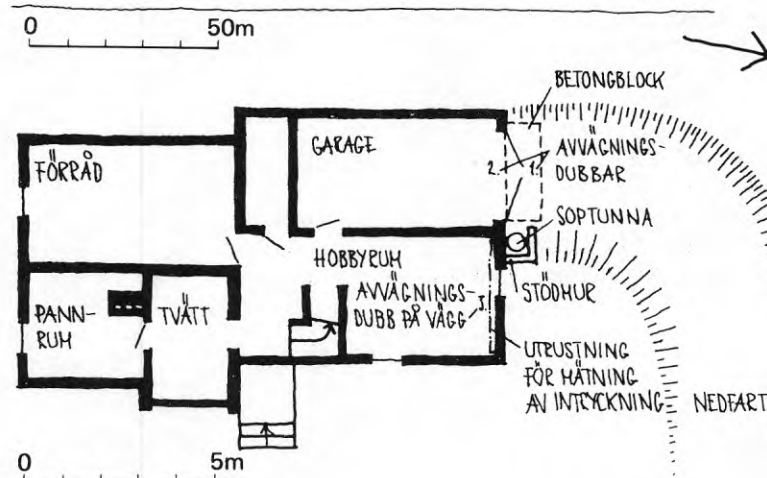 0 50m
BETONGBLOCK
GARAGE
2. 1.
AVVÄGNINGS-
DUBBAR
FÖRRÅD
SOPTUNNA
HOBBYRUM
STÖDMUR
AVVÄGNINGS-
DUBB PÅ VÄGG
3.
PANN-
RUM
TVÄTT
UTRUSTNING
FÖR MÄTNING
AV INTRYCKNING
NEDFART
0 5m